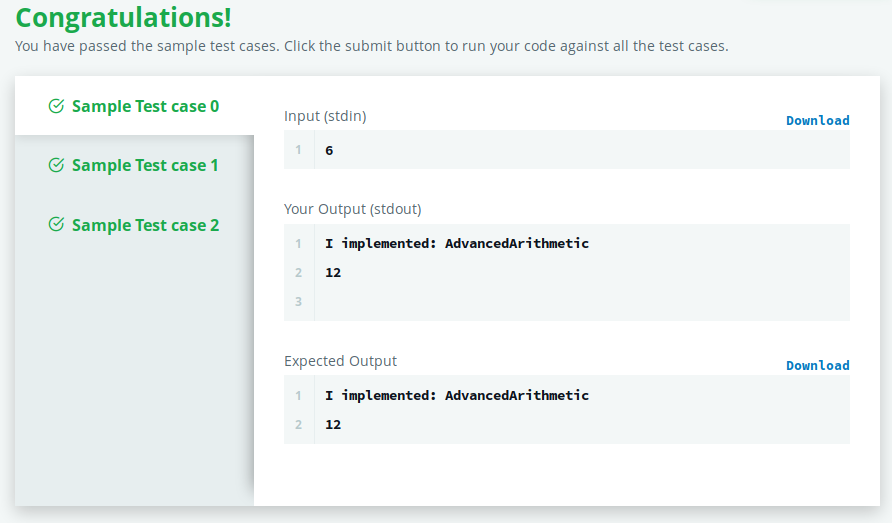 Congratulations!
You have passed the sample test cases. Click the submit button to run your code against all the test cases.
Sample Test case 0
Sample Test case 1
Sample Test case 2
Input (stdin)
Download
1 6
Your Output (stdout)
1 I implemented: AdvancedArithmetic
2 12
3
Expected Output
Download
1 I implemented: AdvancedArithmetic
2 12